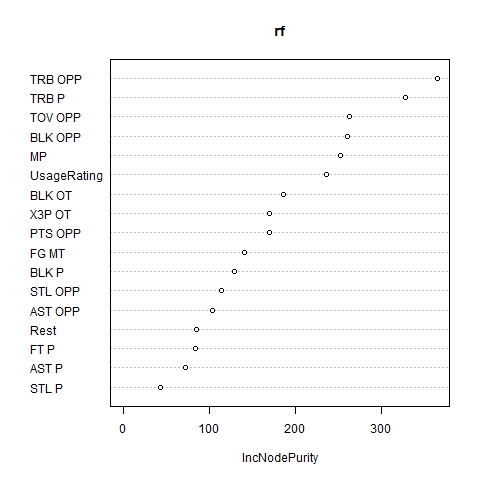 rf
TRB OPP
TRB P
TOV OPP
BLK OPP
MP
UsageRating
BLK OT
X3P OT
PTS OPP
FG MT
BLK P
STL OPP
AST OPP
Rest
FT P
AST P
STL P
0 100 200 300
IncNodePurity